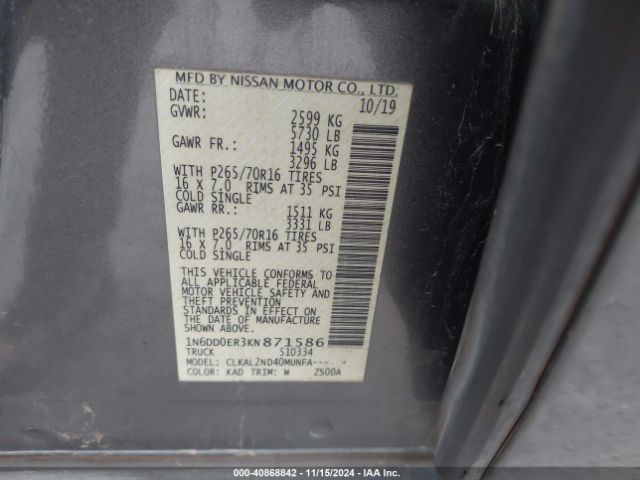 MFD BY NISSAN MOTOR CO., LTD.
DATE: 10/19
GVWR: 2599 KG
5730 LB
GAWR FR.: 1495 KG
3296 LB
WITH P265/70R16 TIRES
16 X 7.0 RIMS AT 35 PSI
COLD SINGLE
GAWR RR.: 1511 KG
3331 LB
WITH P265/70R16 TIRES
16 X 7.0 RIMS AT 35 PSI
COLD SINGLE
THIS VEHICLE CONFORMS TO
ALL APPLICABLE FEDERAL
MOTOR VEHICLE SAFETY AND
THEFT PREVENTION
STANDARDS IN EFFECT ON
THE DATE OF MANUFACTURE
SHOWN ABOVE.
1N6DD0ER3KN871586
TRUCK 510334
MODEL: CLKAL2ND40MUNFA--- -
COLOR: KAD TRIM: W ZS00A
000-40868842 - 11/15/2024 - IAA Inc.